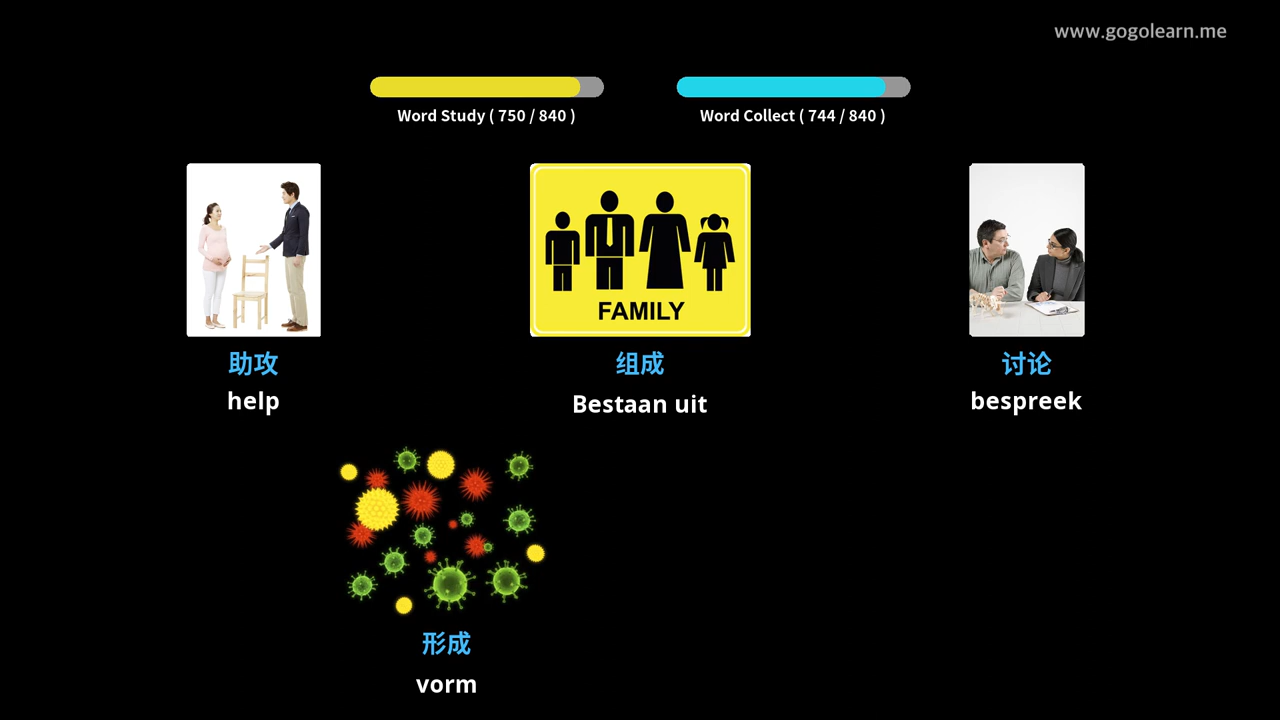 www.gogolearn.me
Word Study ( 750 / 840 )
Word Collect ( 744 / 840 )
FAMILY
助攻
组成
讨论
help
Bestaan uit
bespreek
形成
vorm